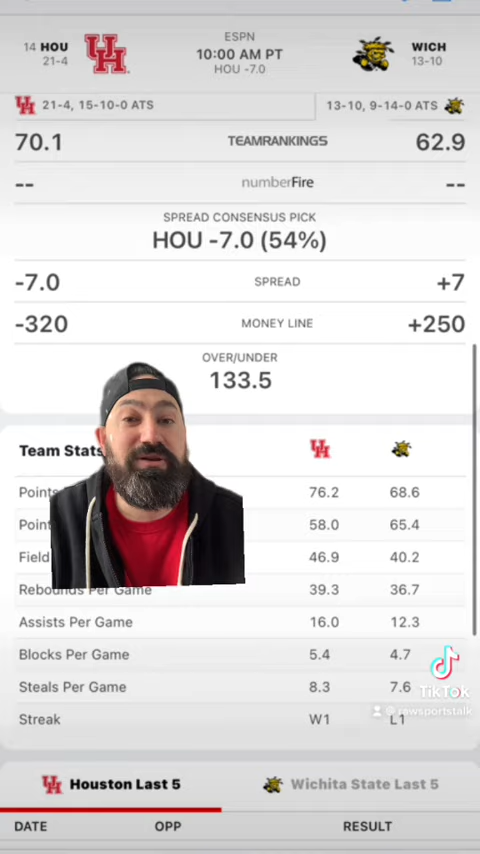 ESPN
14 HOU
21-4
10:00 AM PT
HOU -7.0
WICH
13-10
21-4, 15-10-0 ATS
13-10, 9-14-0 ATS
70.1 TEAMRANKINGS 62.9
-- numberFire --
SPREAD CONSENSUS PICK
HOU -7.0 (54%)
-7.0 SPREAD +7
-320 MONEY LINE +250
OVER/UNDER
133.5
Team Stats
Points 76.2 68.6
Point 58.0 65.4
Field 46.9 40.2
Rebounds Per Game 39.3 36.7
Assists Per Game 16.0 12.3
Blocks Per Game 5.4 4.7
Steals Per Game 8.3 7.6
Streak W1 L1
TikTok
@rawsportstalk
Houston Last 5 Wichita State Last 5
DATE OPP RESULT